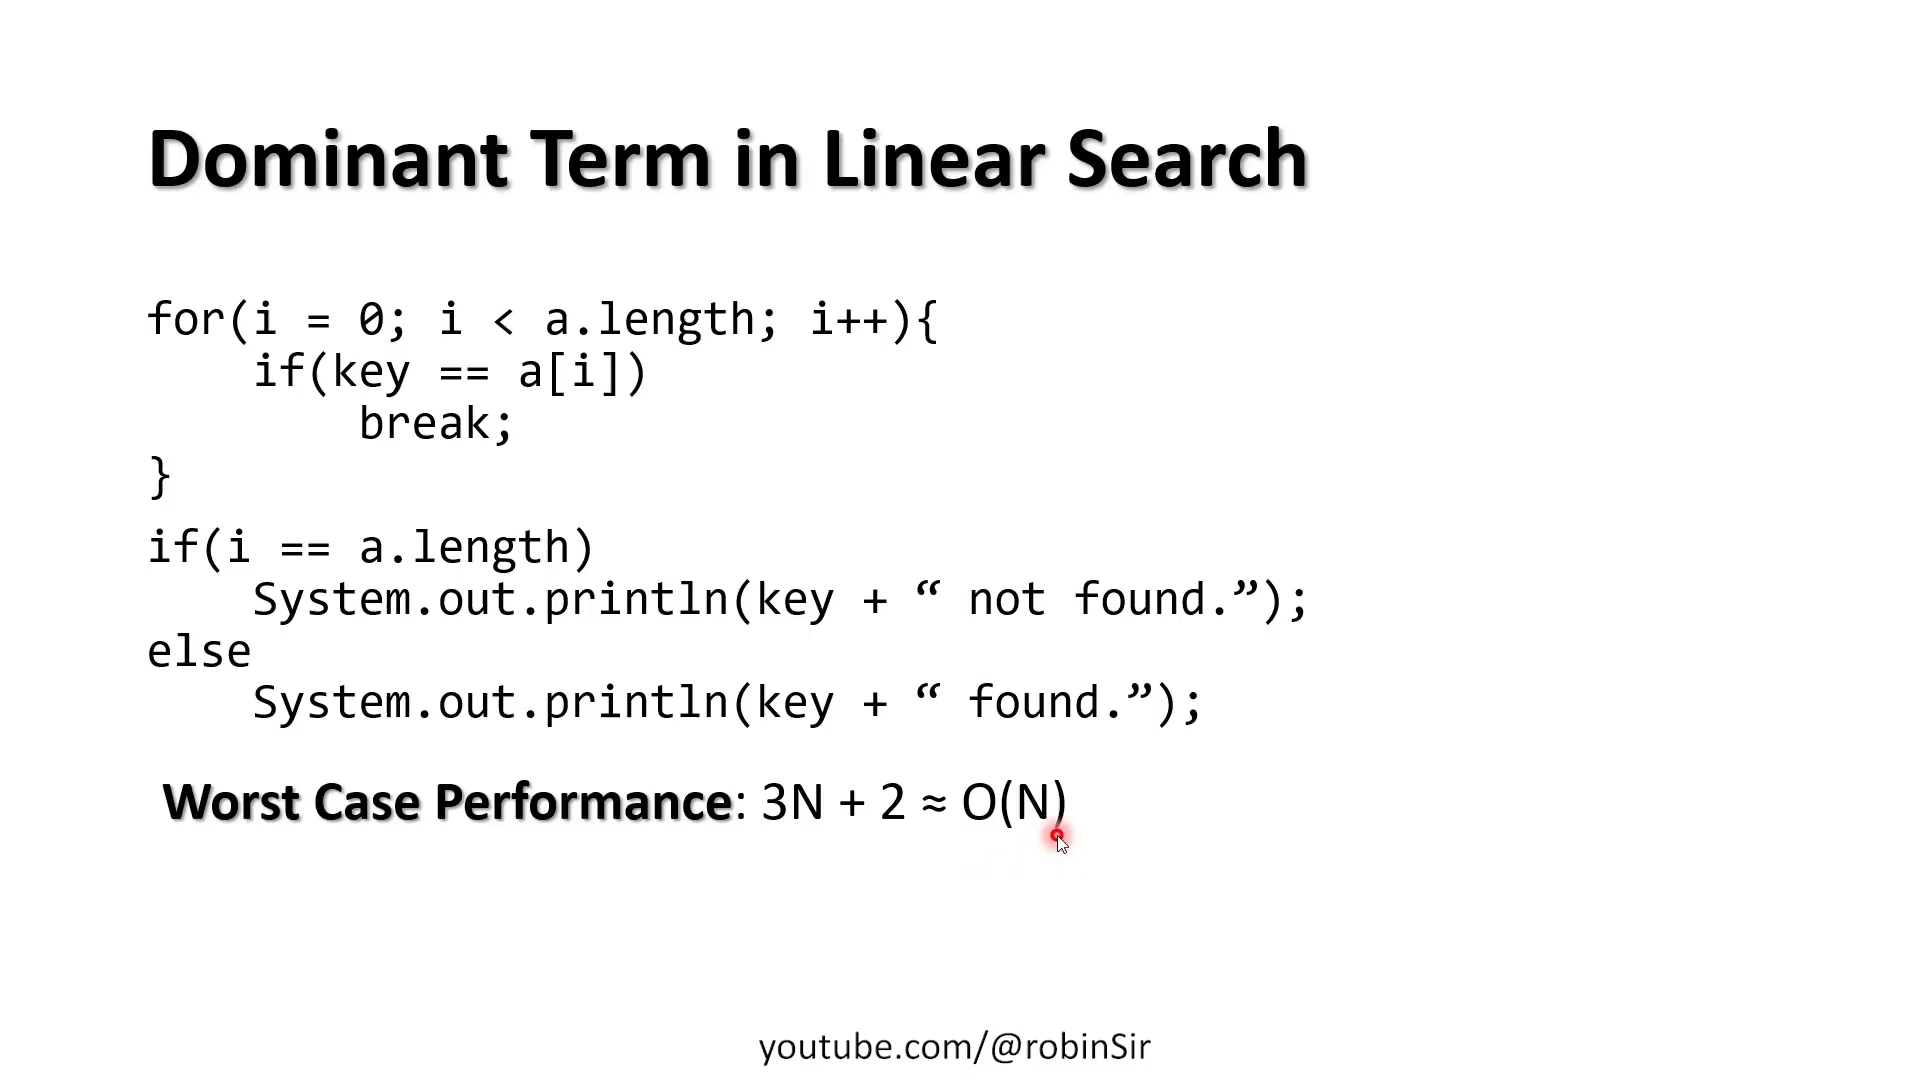 Dominant Term in Linear Search
for(i = 0; i < a.length; i++){
if(key == a[i])
break;
}
if(i == a.length)
System.out.println(key + “ not found.”);
else
System.out.println(key + “ found.”);
Worst Case Performance: 3N + 2 ≈ O(N)
youtube.com/@robinSir